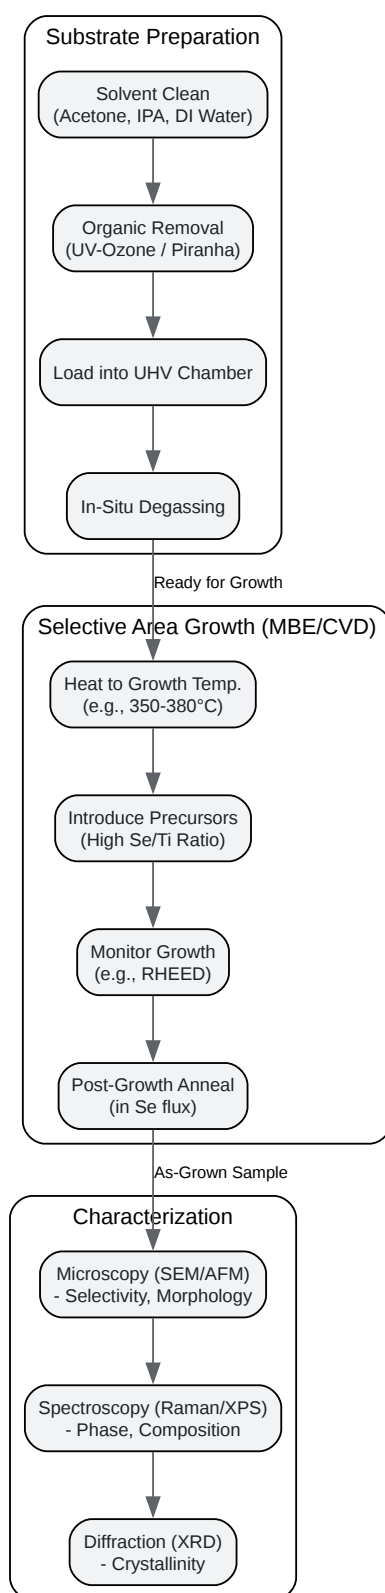 Substrate Preparation
Solvent Clean
(Acetone, IPA, DI Water)
Organic Removal
(UV-Ozone / Piranha)
Load into UHV Chamber
In-Situ Degassing
Ready for Growth
Selective Area Growth (MBE/CVD)
Heat to Growth Temp.
(e.g., 350-380°C)
Introduce Precursors
(High Se/Ti Ratio)
Monitor Growth
(e.g., RHEED)
Post-Growth Anneal
(in Se flux)
As-Grown Sample
Characterization
Microscopy (SEM/AFM)
- Selectivity, Morphology
Spectroscopy (Raman/XPS)
- Phase, Composition
Diffraction (XRD)
- Crystallinity